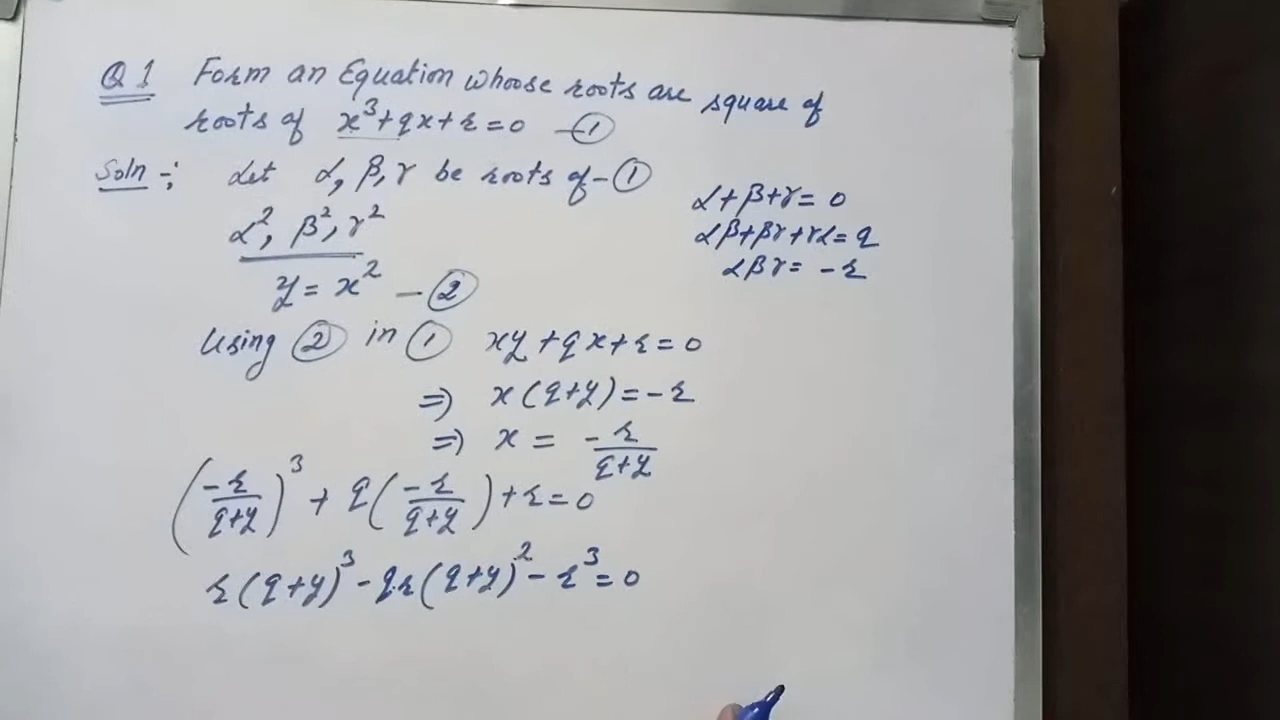 Q 1 Form an Equation whose roots are square of
roots of x³+qx+r=0 —①
Soln :- Let α, β, γ be roots of -①
α+β+γ= 0
α², β², γ²
αβ+βγ+γα= q
αβγ= -r
y = x² —②
Using ② in ① xy+qx+r=0
⇒ x(q+y)=-r
⇒ x = -r/(q+y)
(-r/(q+y))³ + q(-r/(q+y))+r=0
r(q+y)³-qr(q+y)²-r³=0